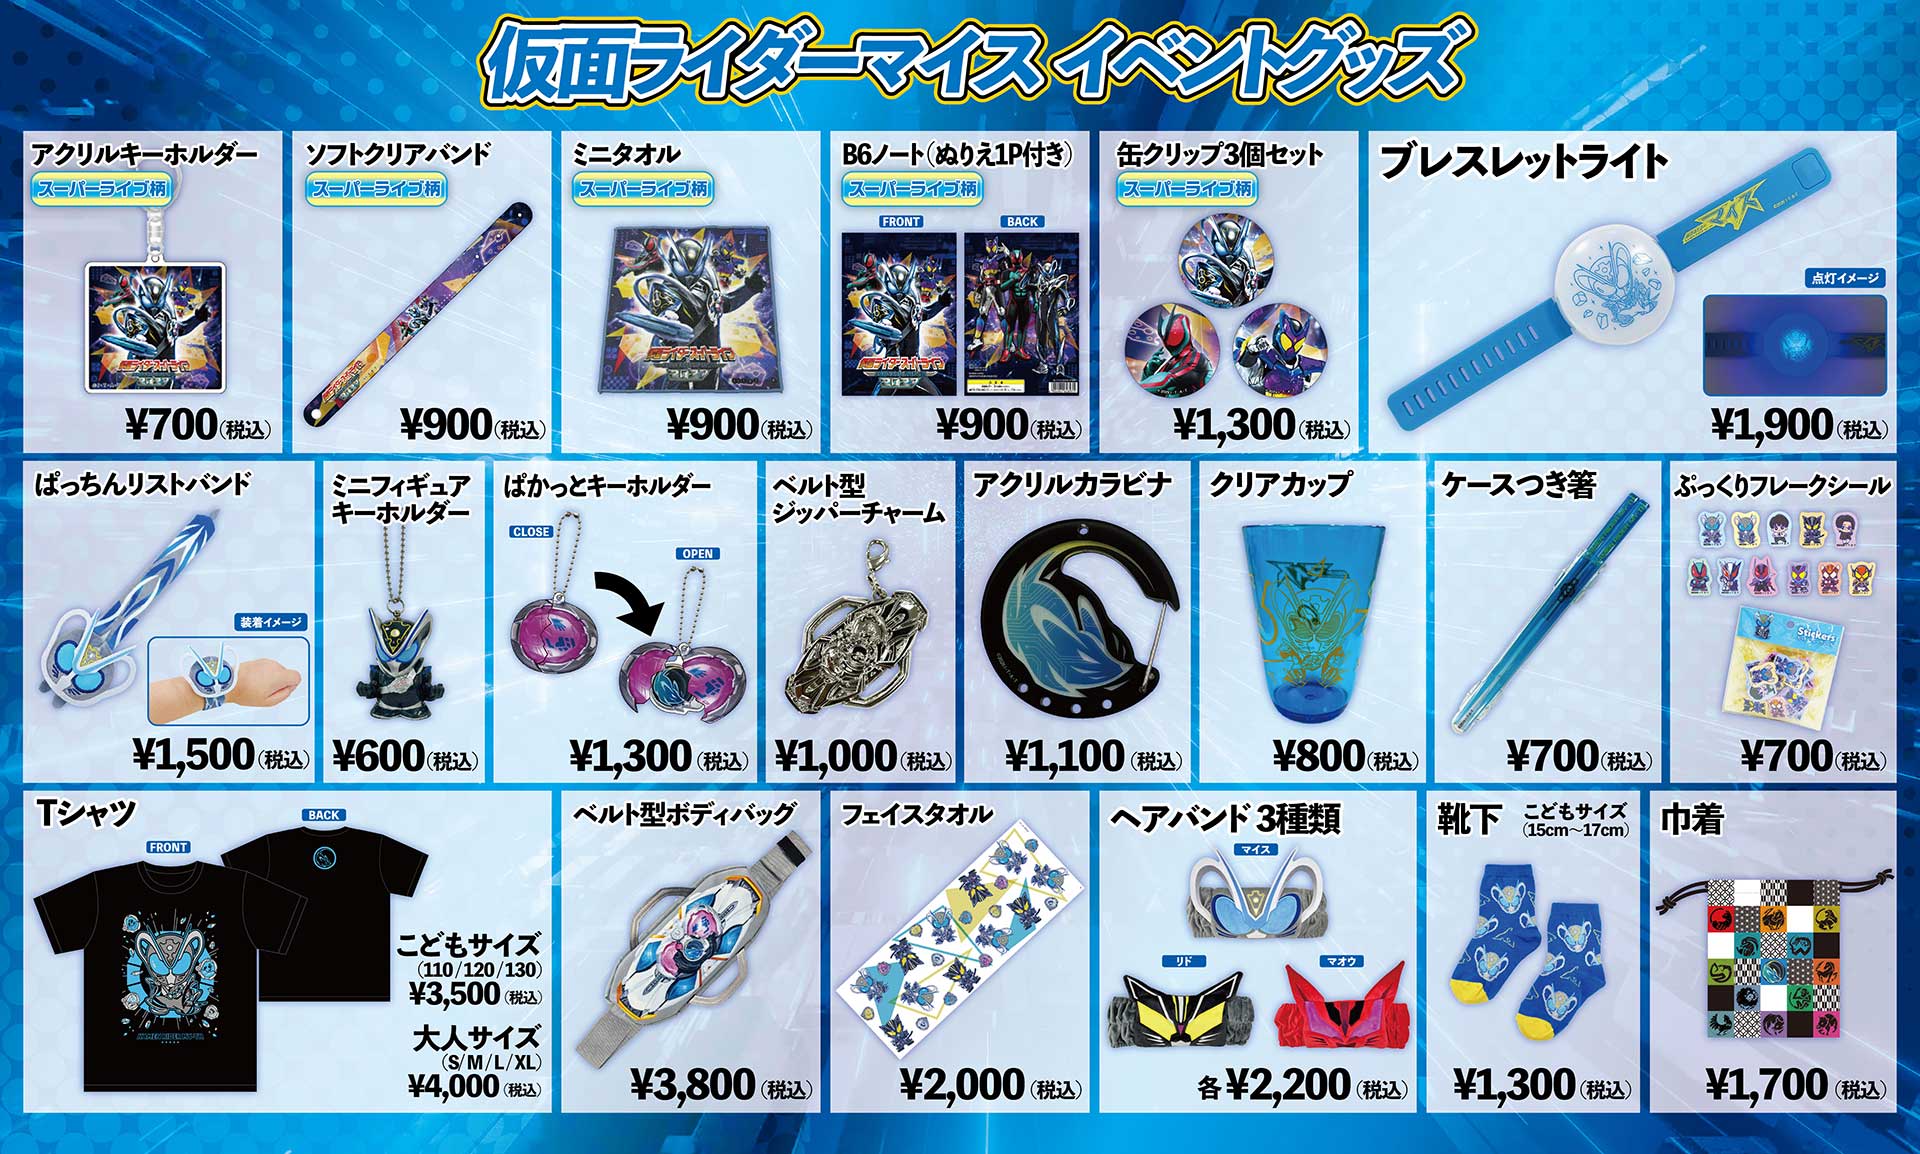 仮面ライダーマイス イベントグッズ
アクリルキーホルダー
スーパーライブ柄
¥700(税込)
ソフトクリアバンド
スーパーライブ柄
¥900(税込)
ミニタオル
スーパーライブ柄
¥900(税込)
B6ノート(ぬりえ1P付き)
スーパーライブ柄
FRONT
BACK
¥900(税込)
缶クリップ3個セット
スーパーライブ柄
¥1,300(税込)
ブレスレットライト
マイス
点灯イメージ
¥1,900(税込)
ぱっちんリストバンド
装着イメージ
¥1,500(税込)
ミニフィギュア
キーホルダー
¥600(税込)
ぱかっとキーホルダー
CLOSE
OPEN
¥1,300(税込)
ベルト型
ジッパーチャーム
¥1,000(税込)
アクリルカラビナ
¥1,100(税込)
クリアカップ
¥800(税込)
ケースつき箸
¥700(税込)
ぷっくりフレークシール
Stickers
¥700(税込)
Tシャツ
FRONT
BACK
こどもサイズ
(110/120/130)
¥3,500(税込)
大人サイズ
(S/M/L/XL)
¥4,000(税込)
ベルト型ボディバッグ
¥3,800(税込)
フェイスタオル
¥2,000(税込)
ヘアバンド 3種類
マイス
リド
マオウ
各¥2,200(税込)
靴下 こどもサイズ
(15cm～17cm)
¥1,300(税込)
巾着
¥1,700(税込)